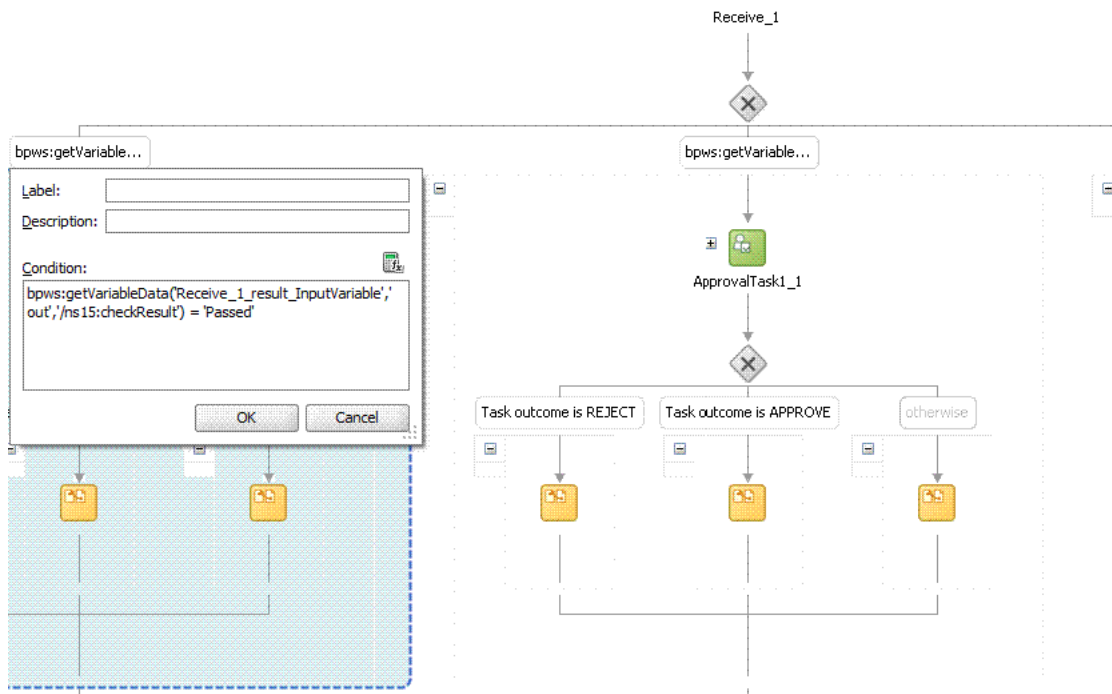 Receive_1
bpws:getVariable...
bpws:getVariable...
Label:
Description:
Condition:
bpws:getVariableData('Receive_1_result_InputVariable','
out','/ns15:checkResult') = 'Passed'
OK
Cancel
ApprovalTask1_1
Task outcome is REJECT
Task outcome is APPROVE
otherwise